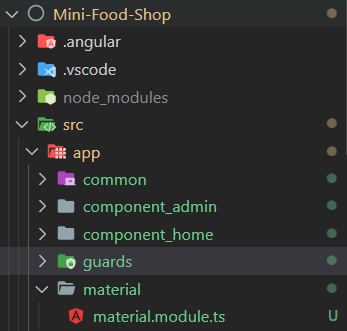 Mini-Food-Shop
.angular
.vscode
node_modules
src
app
common
component_admin
component_home
guards
material
material.module.ts U